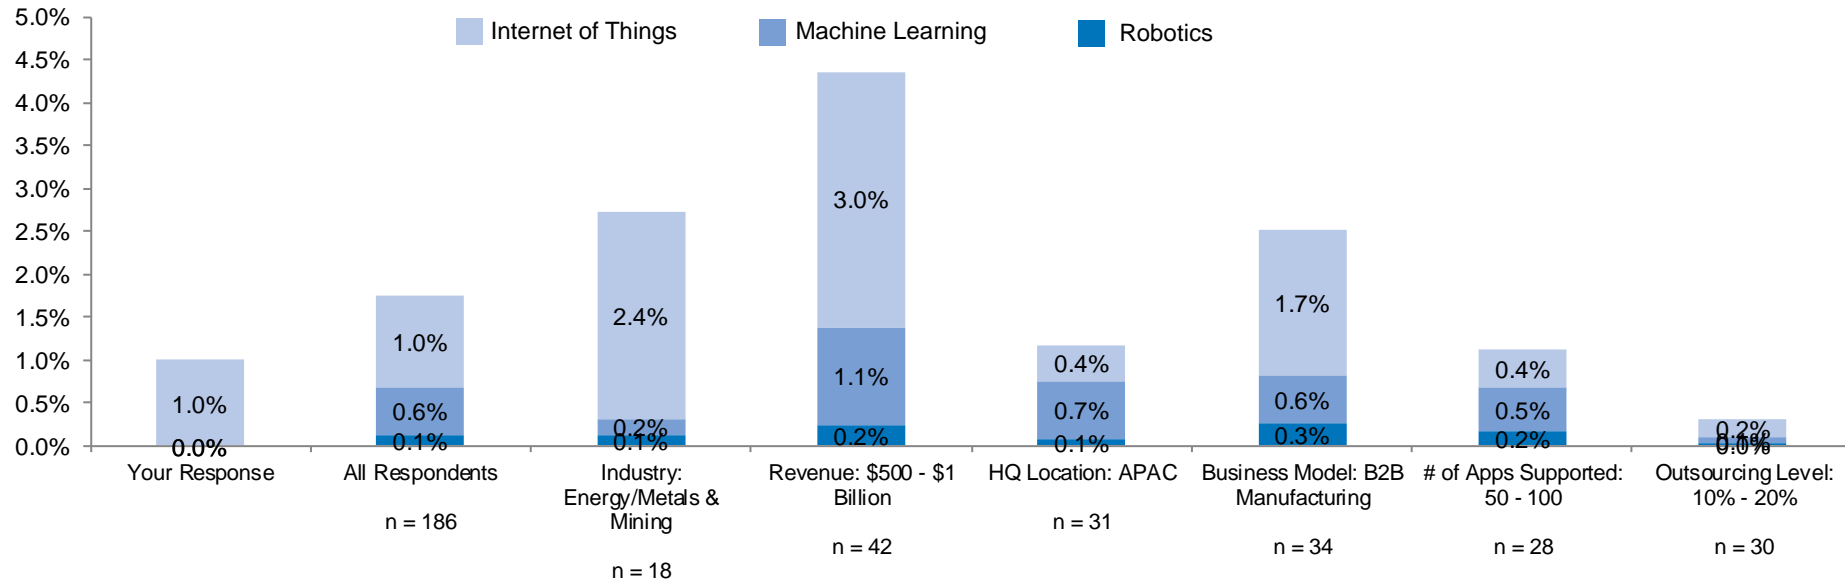 5.0%
4.5%
4.0%
3.5%
3.0%
2.5%
2.0%
1.5%
1.0%
0.5%
0.0%
Internet of Things
Machine Learning
Robotics
1.0%
0.0%
1.0%
0.6%
0.1%
2.4%
0.2%
0.1%
3.0%
1.1%
0.2%
0.4%
0.7%
0.1%
1.7%
0.6%
0.3%
0.4%
0.5%
0.2%
0.2%
0.0%
Your Response
All Respondents
n = 186
Industry:
Energy/Metals &
Mining
n = 18
Revenue: $500 - $1
Billion
n = 42
HQ Location: APAC
n = 31
Business Model: B2B
Manufacturing
n = 34
# of Apps Supported:
50 - 100
n = 28
Outsourcing Level:
10% - 20%
n = 30